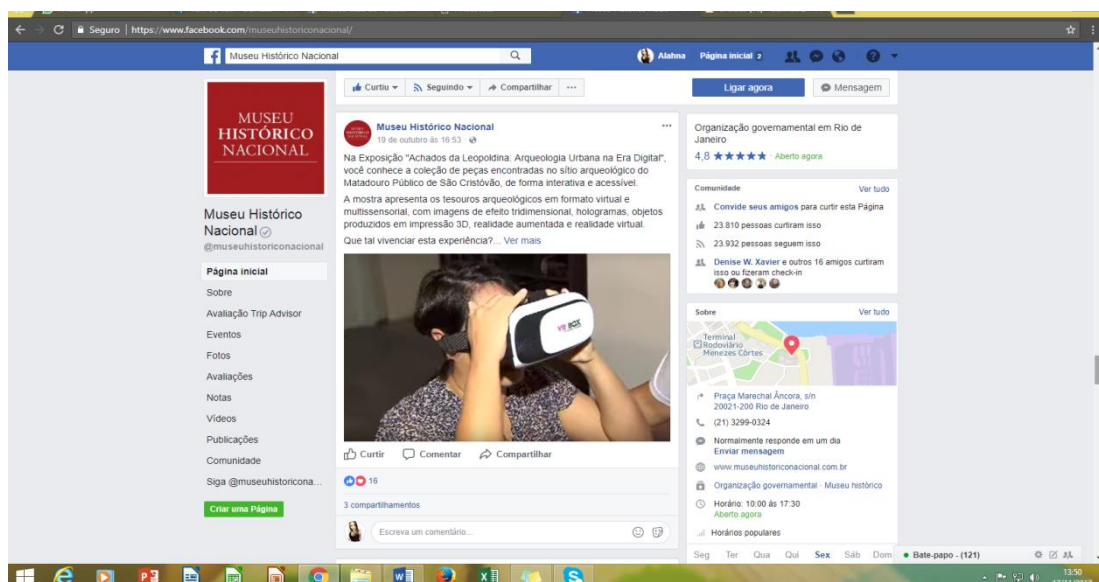 Seguro | https://www.facebook.com/museuhistoriconacional/
Museu Histórico Nacional
Alahna
Página inicial 2
MUSEU
HISTÓRICO
NACIONAL
Museu Histórico
Nacional
@museuhistoriconacional
Página inicial
Sobre
Avaliação Trip Advisor
Eventos
Fotos
Avaliações
Notas
Vídeos
Publicações
Comunidade
Siga @museuhistoricona...
Criar uma Página
Curtiu
Seguindo
Compartilhar
Museu Histórico Nacional
19 de outubro às 16:53
Na Exposição "Achados da Leopoldina: Arqueologia Urbana na Era Digital",
você conhece a coleção de peças encontradas no sítio arqueológico do
Matadouro Público de São Cristóvão, de forma interativa e acessível.
A mostra apresenta os tesouros arqueológicos em formato virtual e
multissensorial, com imagens de efeito tridimensional, hologramas, objetos
produzidos em impressão 3D, realidade aumentada e realidade virtual.
Que tal vivenciar esta experiência?... Ver mais
VR BOX
Curtir
Comentar
Compartilhar
16
3 compartilhamentos
Escreva um comentário...
Ligar agora
Mensagem
Organização governamental em Rio de
Janeiro
4,8 ★★★★★ · Aberto agora
Comunidade
Ver tudo
Convide seus amigos para curtir esta Página
23.810 pessoas curtiram isso
23.932 pessoas seguem isso
Denise W. Xavier e outros 16 amigos curtiram
isso ou fizeram check-in
Sobre
Ver tudo
Terminal
Rodoviário
Menezes Côrtes
Praça Marechal Âncora, s/n
20021-200 Rio de Janeiro
(21) 3299-0324
Normalmente responde em um dia
Enviar mensagem
www.museuhistoriconacional.com.br
Organização governamental · Museu histórico
Horário: 10:00 às 17:30
Aberto agora
Horários populares
Seg Ter Qua Qui Sex Sáb Dom
Bate-papo - (121)
13:50